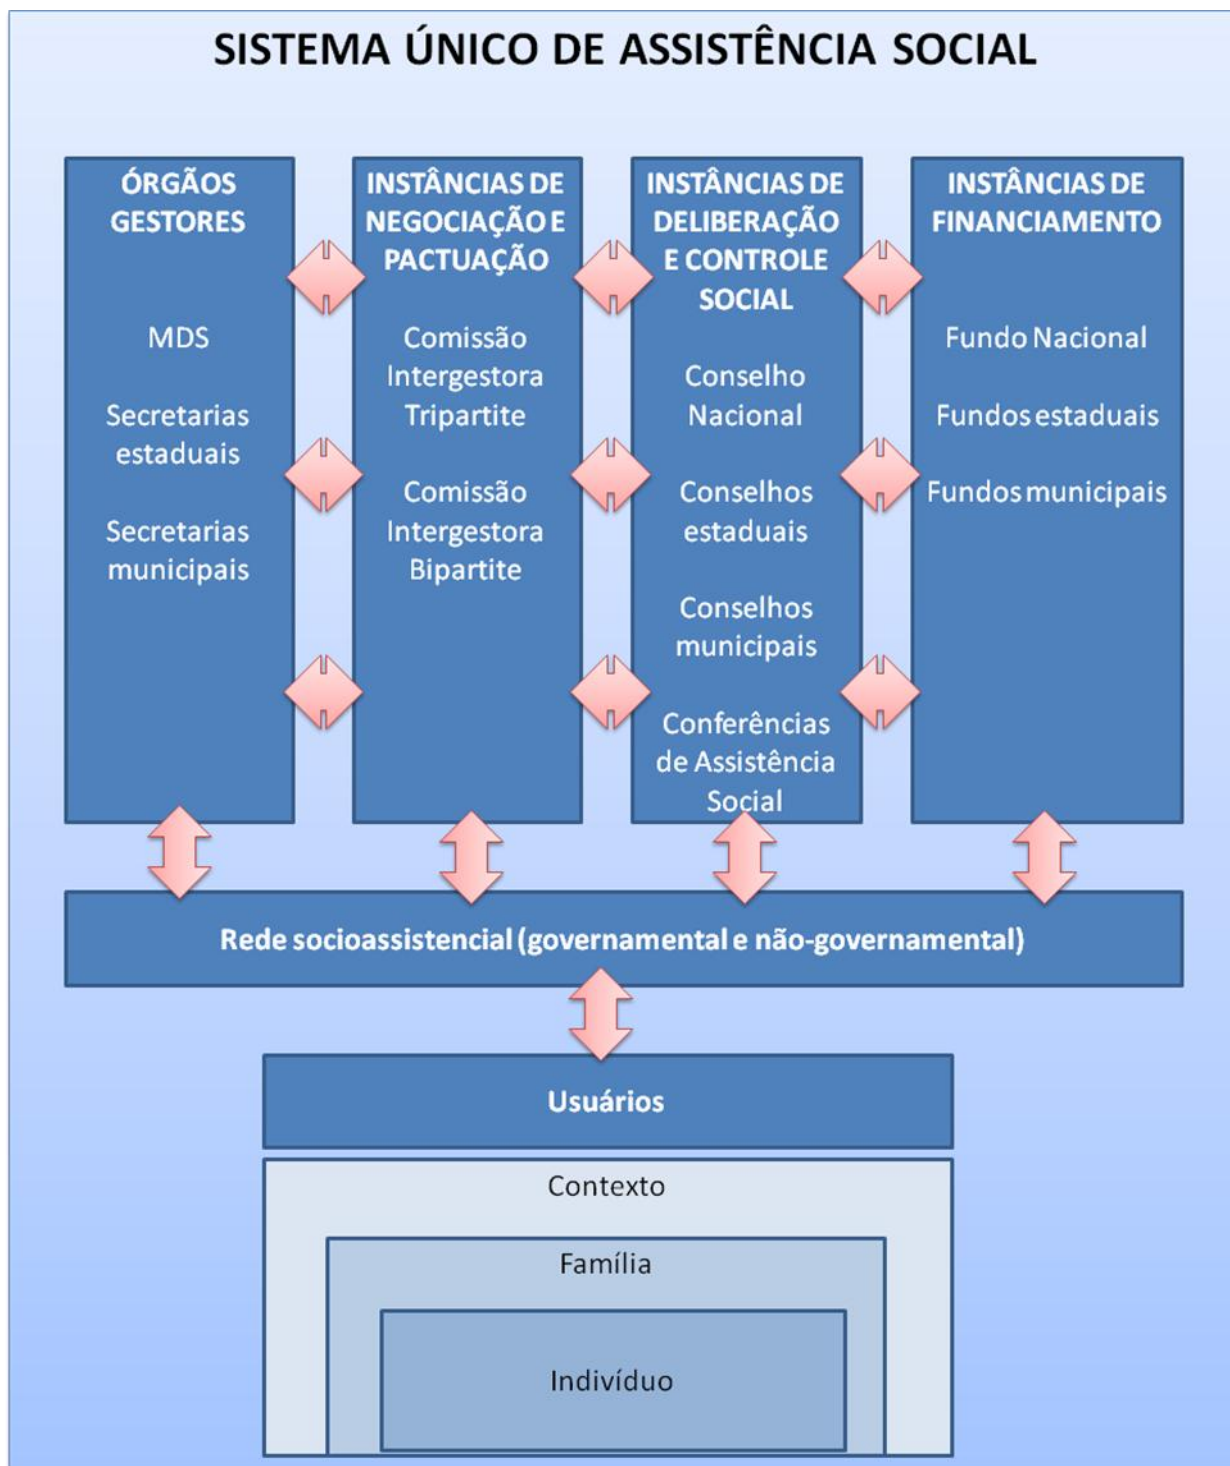 SISTEMA ÚNICO DE ASSISTÊNCIA SOCIAL
ÓRGÃOS
GESTORES
MDS
Secretarias
estaduais
Secretarias
municipais
INSTÂNCIAS DE
NEGOCIAÇÃO E
PACTUAÇÃO
Comissão
Intergestora
Tripartite
Comissão
Intergestora
Bipartite
INSTÂNCIAS DE
DELIBERAÇÃO
E CONTROLE
SOCIAL
Conselho
Nacional
Conselhos
estaduais
Conselhos
municipais
Conferências
de Assistência
Social
INSTÂNCIAS DE
FINANCIAMENTO
Fundo Nacional
Fundos estaduais
Fundos municipais
Rede socioassistencial (governamental e não-governamental)
Usuários
Contexto
Família
Indivíduo